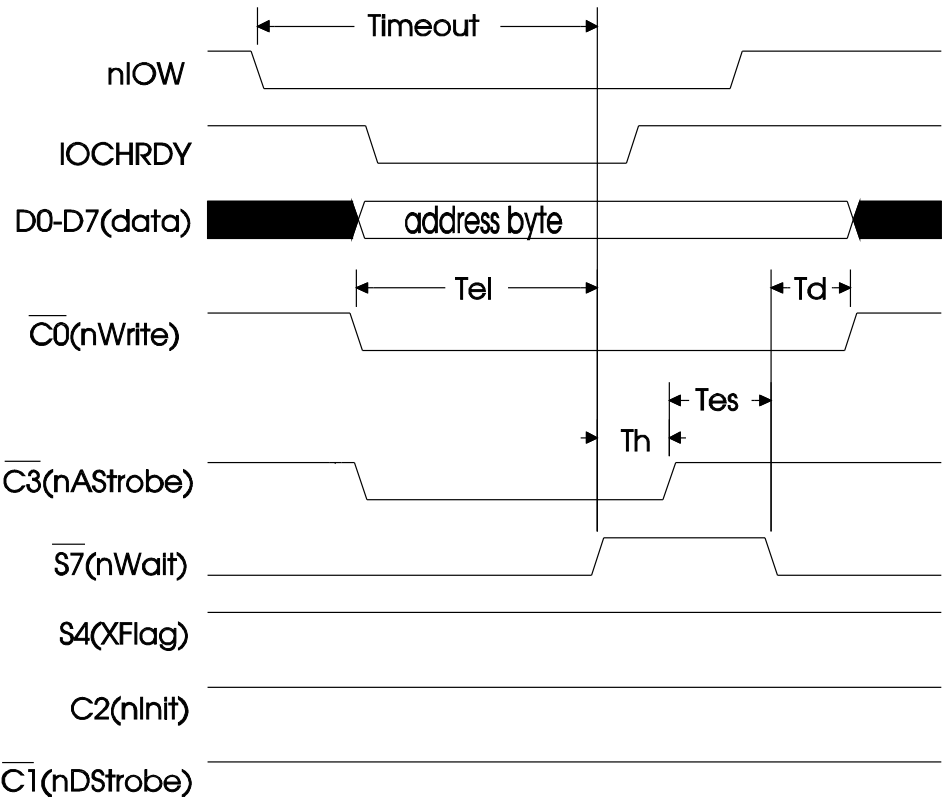 Timeout
nIOW
IOCHRDY
D0-D7(data)
address byte
Tel
Td
C0(nWrite)
Tes
Th
C3(nAStrobe)
S7(nWait)
S4(XFlag)
C2(nInit)
C1(nDStrobe)